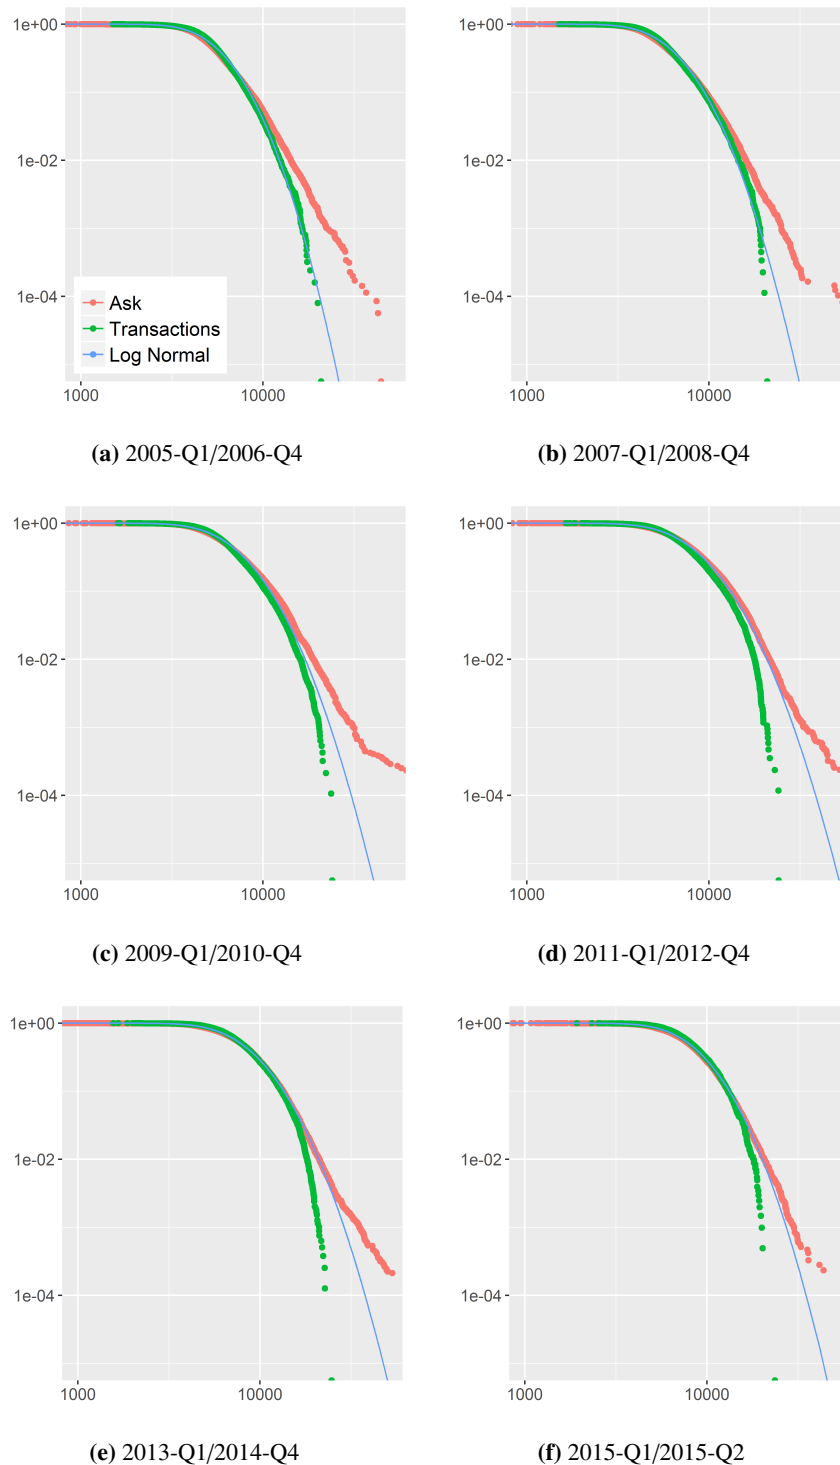 1e+00
1e-02
1e-04
Ask
Transactions
Log Normal
1000
10000
(a) 2005-Q1/2006-Q4
1e+00
1e-02
1e-04
1000
10000
(b) 2007-Q1/2008-Q4
1e+00
1e-02
1e-04
1000
10000
(c) 2009-Q1/2010-Q4
1e+00
1e-02
1e-04
1000
10000
(d) 2011-Q1/2012-Q4
1e+00
1e-02
1e-04
1000
10000
(e) 2013-Q1/2014-Q4
1e+00
1e-02
1e-04
1000
10000
(f) 2015-Q1/2015-Q2